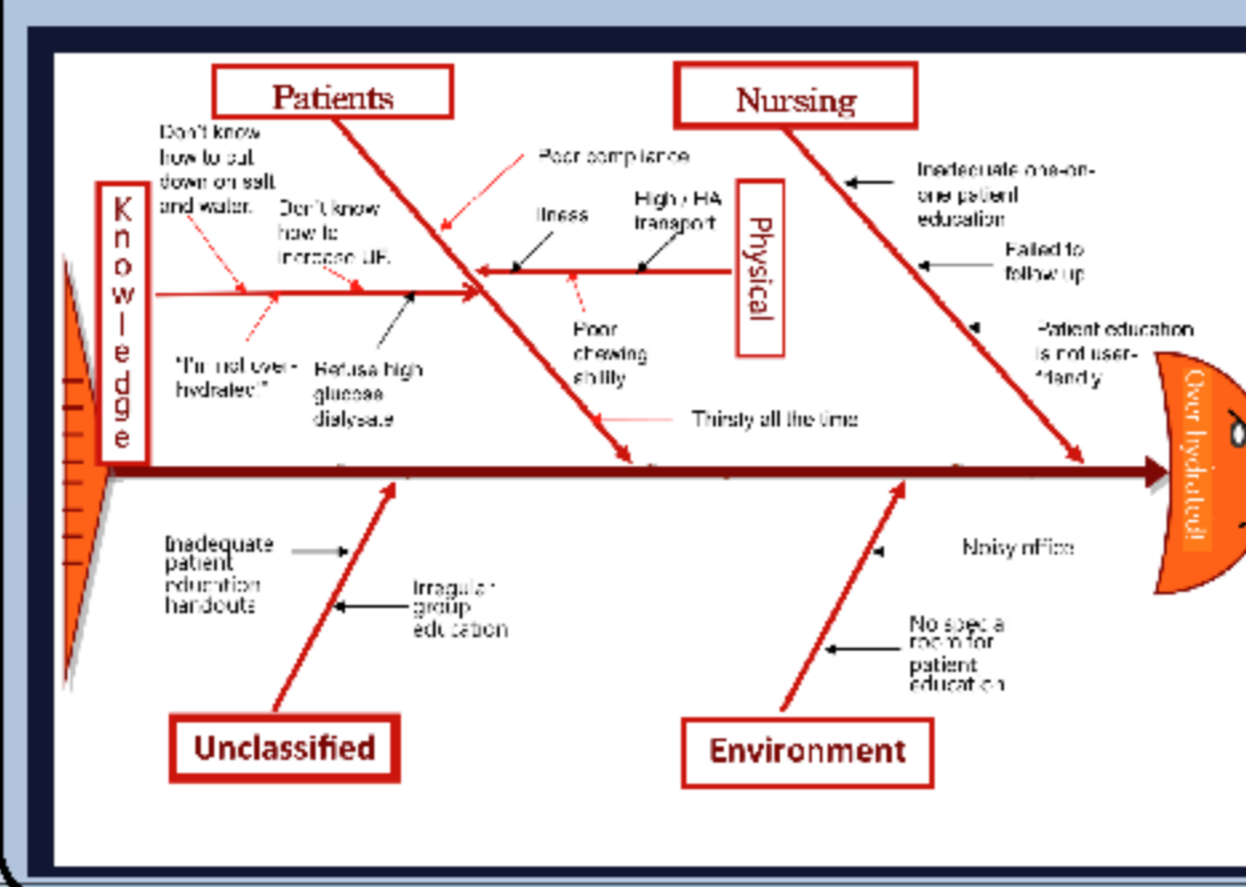 Patients
Nursing
Don't know
how to cut
down on salt
and water.
Knowledge
Don't know
how to
increase UF.
Poor compliance
Illness
High / HA
transport
Physical
Inadequate one-on-
one patient
education
Failed to
follow up
Patient education
is not user-
friendly
"I'm not over-
hydrated!"
Refuse high
glucose
dialysate
Poor
chewing
ability
Thirsty all the time
Over hydrated!
Inadequate
patient
education
handouts
Irregular
group
education
Noisy office
No special
room for
patient
education
Unclassified
Environment